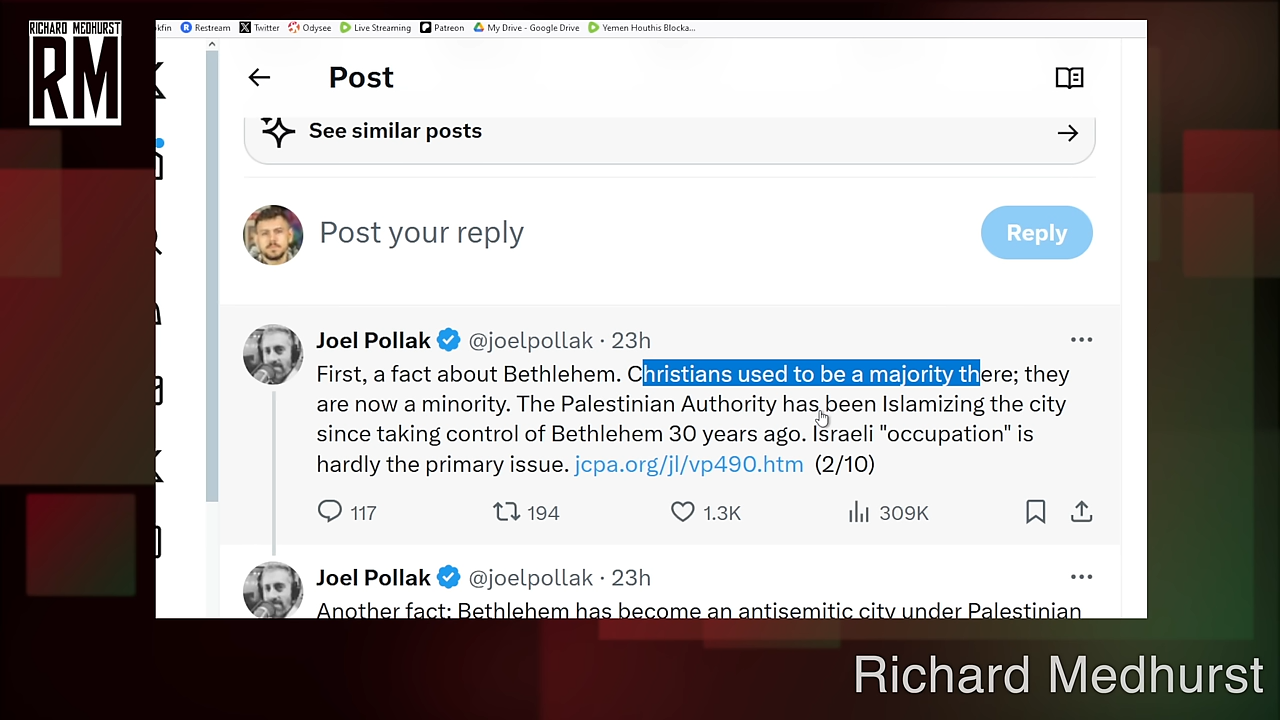 RICHARD MEDHURST
RM
okfin Restream Twitter Odysee Live Streaming Patreon My Drive - Google Drive Yemen Houthis Blocka...
Post
See similar posts
Post your reply
Reply
Joel Pollak @joelpollak · 23h
First, a fact about Bethlehem. Christians used to be a majority there; they
are now a minority. The Palestinian Authority has been Islamizing the city
since taking control of Bethlehem 30 years ago. Israeli "occupation" is
hardly the primary issue. jcpa.org/jl/vp490.htm (2/10)
117 194 1.3K 309K
Joel Pollak @joelpollak · 23h
Another fact: Bethlehem has become an antisemitic city under Palestinian
Richard Medhurst